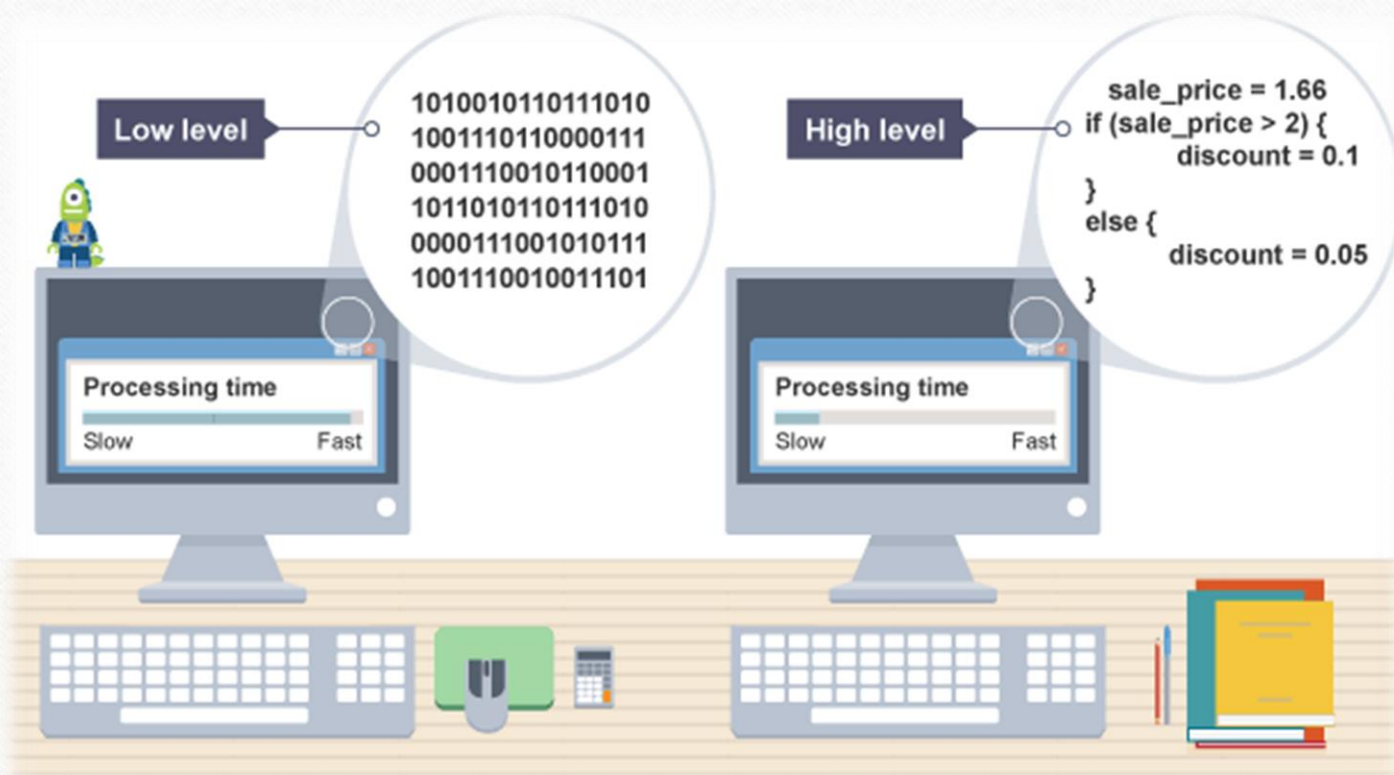 Low level
1010010110111010
1001110110000111
0001110010110001
1011010110111010
0000111001010111
1001110010011101
Processing time
Slow Fast
High level
sale_price = 1.66
if (sale_price > 2) {
discount = 0.1
}
else {
discount = 0.05
}
Processing time
Slow Fast